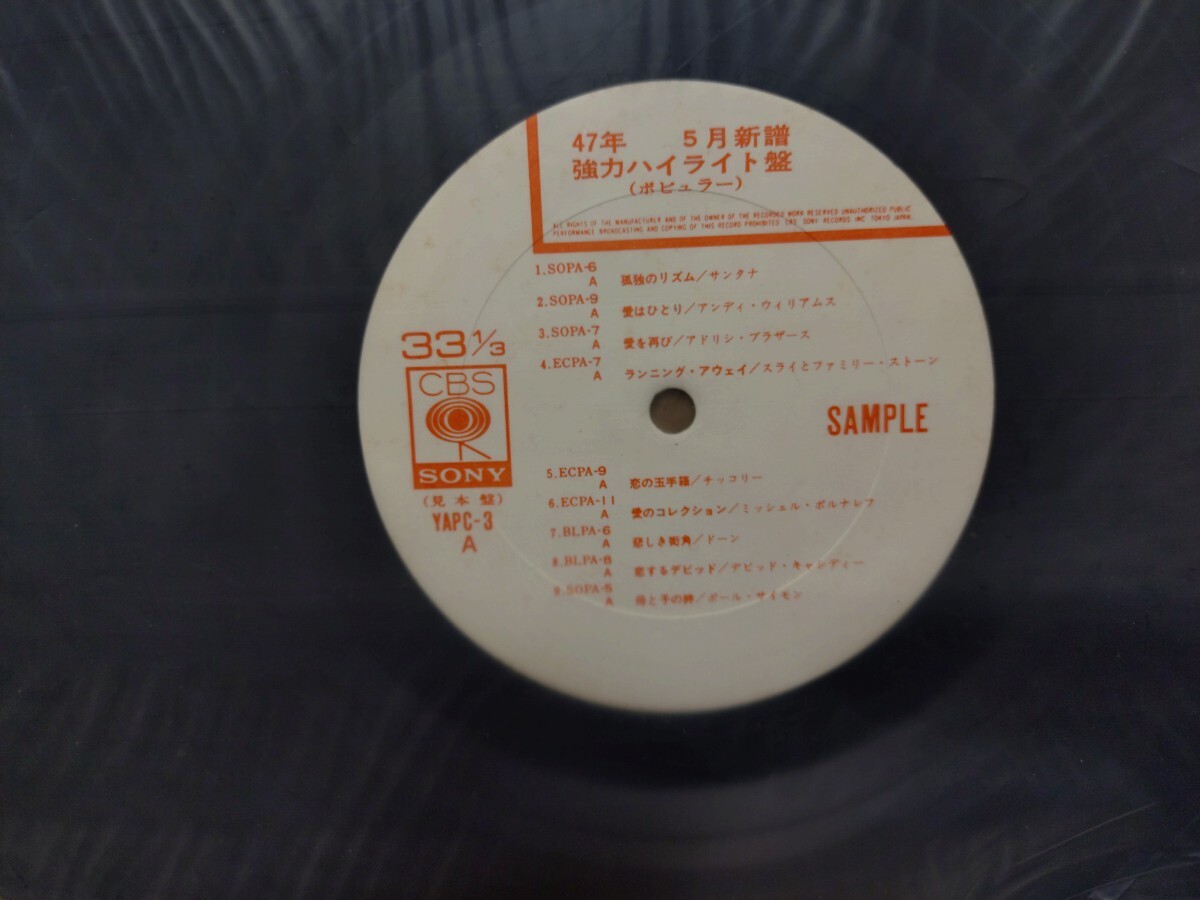 47年 5月新譜
強力ハイライト盤
(ポピュラー)
ALL RIGHTS OF THE MANUFACTURER AND OF THE OWNER OF THE RECORDED WORK RESERVED UNAUTHORIZED PUBLIC
PERFORMANCE BROADCASTING AND COPYING OF THIS RECORD PROHIBITED CBS SONY RECORDS INC TOKYO JAPAN
1.SOPA-6
A 孤独のリズム/サンタナ
2.SOPA-9
A 愛はひとり/アンディ・ウィリアムス
3.SOPA-7
A 愛を再び/アドリシ・ブラザース
4.ECPA-7
A ランニング・アウェイ/スライとファミリー・ストーン
33 1/3
CBS
SONY
(見本盤)
YAPC-3
A
SAMPLE
5.ECPA-9
A 恋の玉手箱/チッコリー
6.ECPA-11
A 愛のコレクション/ミッシェル・ポルナレフ
7.BLPA-6
A 悲しき街角/ドーン
8.BLPA-8
A 恋するデビッド/デビッド・キャシディー
9.SOPA-5
A 母と子の絆/ポール・サイモン